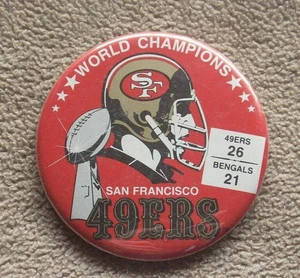 WORLD CHAMPIONS
SF
49ERS
26
BENGALS
21
SAN FRANCISCO
49ERS